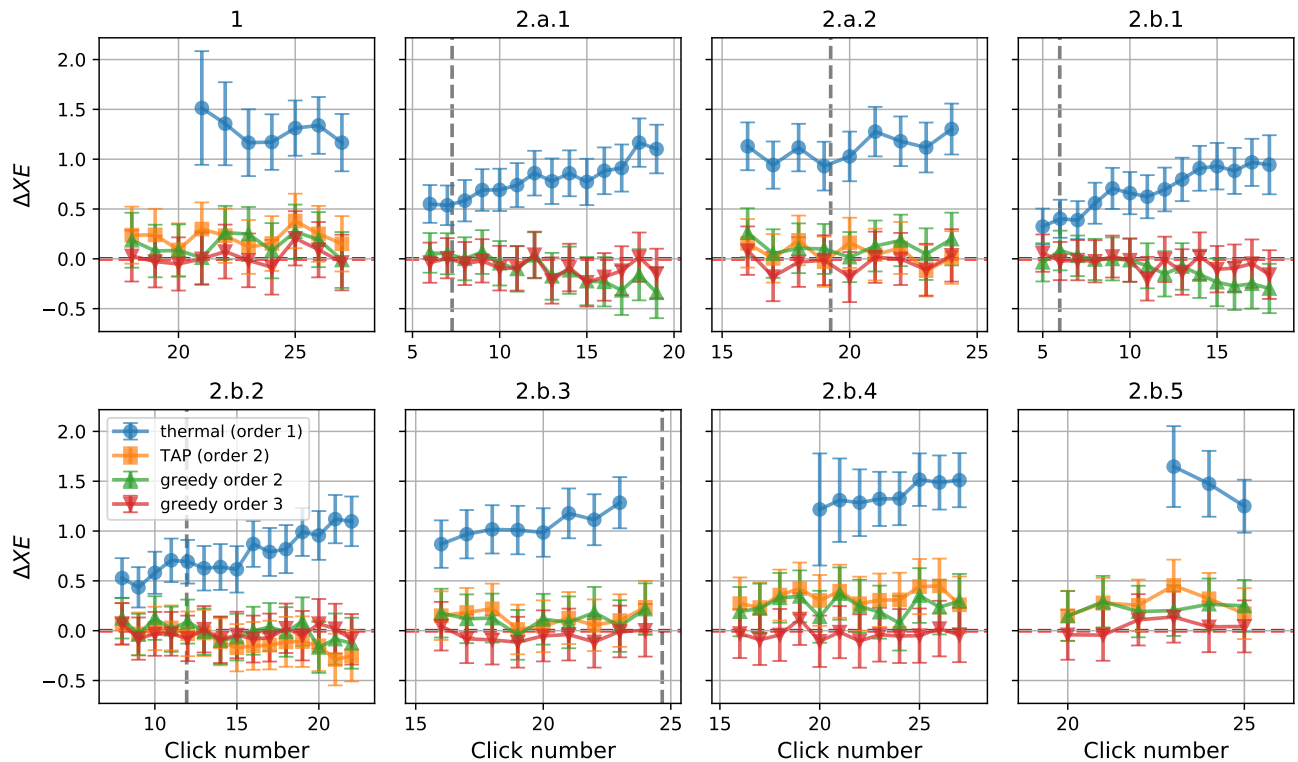 1
2.a.1
2.a.2
2.b.1
2.0
1.5
1.0
0.5
0.0
−0.5
ΔXE
20
25
5
10
15
20
15
20
25
5
10
15
2.b.2
2.b.3
2.b.4
2.b.5
2.0
1.5
1.0
0.5
0.0
−0.5
ΔXE
thermal (order 1)
TAP (order 2)
greedy order 2
greedy order 3
10
15
20
15
20
25
15
20
25
20
25
Click number
Click number
Click number
Click number